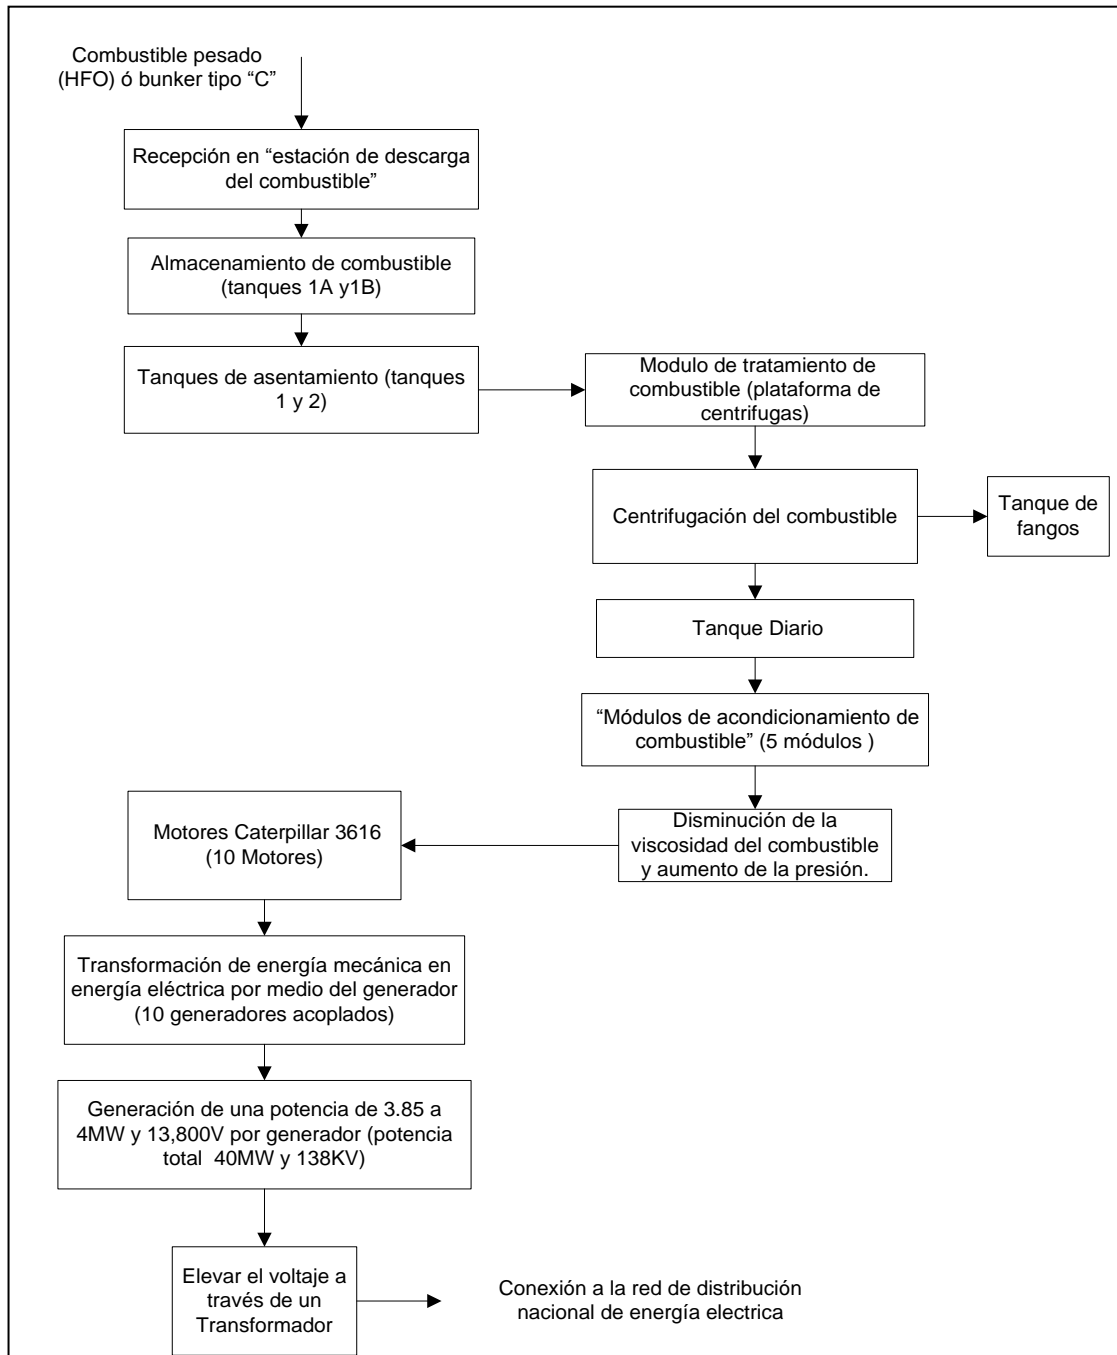 Combustible pesado
(HFO) ó bunker tipo “C”
Recepción en “estación de descarga
del combustible”
Almacenamiento de combustible
(tanques 1A y1B)
Tanques de asentamiento (tanques
1 y 2)
Modulo de tratamiento de
combustible (plataforma de
centrifugas)
Centrifugación del combustible
Tanque de
fangos
Tanque Diario
“Módulos de acondicionamiento de
combustible” (5 módulos )
Disminución de la
viscosidad del combustible
y aumento de la presión.
Motores Caterpillar 3616
(10 Motores)
Transformación de energía mecánica en
energía eléctrica por medio del generador
(10 generadores acoplados)
Generación de una potencia de 3.85 a
4MW y 13,800V por generador (potencia
total 40MW y 138KV)
Elevar el voltaje a
través de un
Transformador
Conexión a la red de distribución
nacional de energía electrica